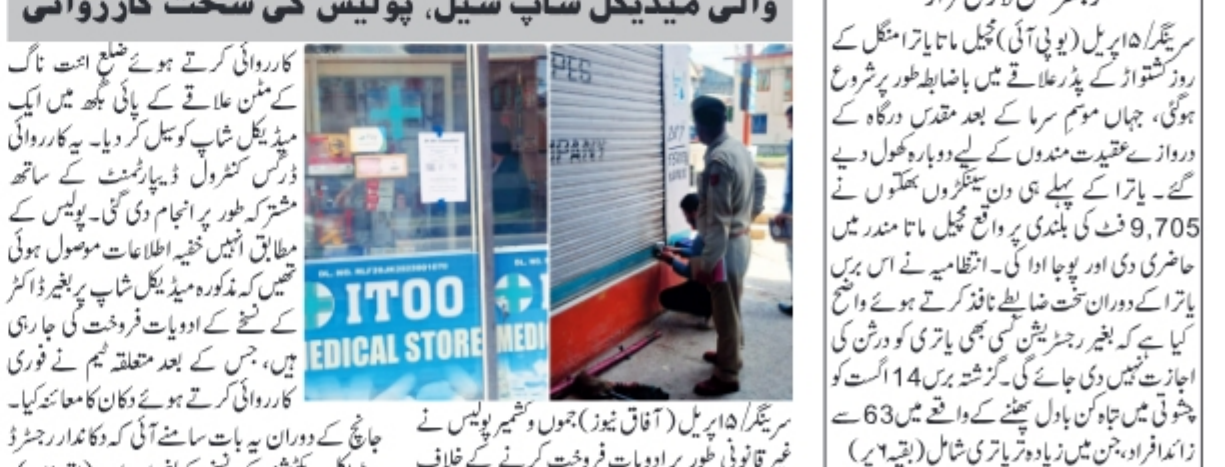 والی میڈیکل شاپ سیل، پولیس کی سخت کارروائی
سرینگر/۱۵اپریل (آفاق نیوز) جموں و کشمیر پولیس نے
غیر قانونی طور پر ادویات فروخت کرنے کے خلاف
کارروائی کرتے ہوئے ضلع اننت ناگ
کے مٹن علاقے کے پائی بگھ میں ایک
میڈیکل شاپ کو سیل کر دیا۔ یہ کارروائی
ڈرگس کنٹرول ڈیپارٹمنٹ کے ساتھ
مشترکہ طور پر انجام دی گئی۔ پولیس کے
مطابق انہیں خفیہ اطلاعات موصول ہوئی
تھیں کہ مذکورہ میڈیکل شاپ پر بغیر ڈاکٹر
کے نسخے کے ادویات فروخت کی جا رہی
ہیں، جس کے بعد متعلقہ ٹیم نے فوری
کارروائی کرتے ہوئے دکان کا معائنہ کیا۔
جانچ کے دوران یہ بات سامنے آئی کہ دکاندار رجسٹرڈ
ITOO
MEDICAL STORE
MEDI
PES
MPANY
سرینگر/۱۵اپریل (یو پی آئی) مچیل ماتا یاترا منگل کے
روز کشتواڑ کے پڈر علاقے میں باضابطہ طور پر شروع
ہوگئی، جہاں موسم سرما کے بعد مقدس درگاہ کے
دروازے عقیدت مندوں کے لیے دوبارہ کھول دیے
گئے۔ یاترا کے پہلے ہی دن سینکڑوں بھکتوں نے
9,705 فٹ کی بلندی پر واقع مچیل ماتا مندر میں
حاضری دی اور پوجا ادا کی۔ انتظامیہ نے اس برس
یاترا کے دوران سخت ضابطے نافذ کرتے ہوئے واضح
کیا ہے کہ بغیر رجسٹریشن کسی بھی یاتری کو درشن کی
اجازت نہیں دی جائے گی۔ گزشتہ برس 14 اگست کو
چشوتی میں تباہ کن بادل پھٹنے کے واقعے میں 63 سے
زائد افراد، جن میں زیادہ تر یاتری شامل (بقیہ ۶ پر)